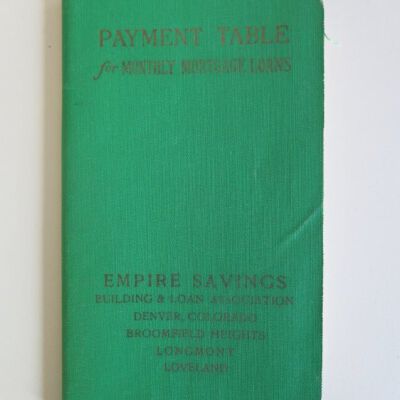 PAYMENT TABLE
for MONTHLY MORTGAGE LOANS
EMPIRE SAVINGS
BUILDING & LOAN ASSOCIATION
DENVER, COLORADO
BROOMFIELD HEIGHTS
LONGMONT
LOVELAND